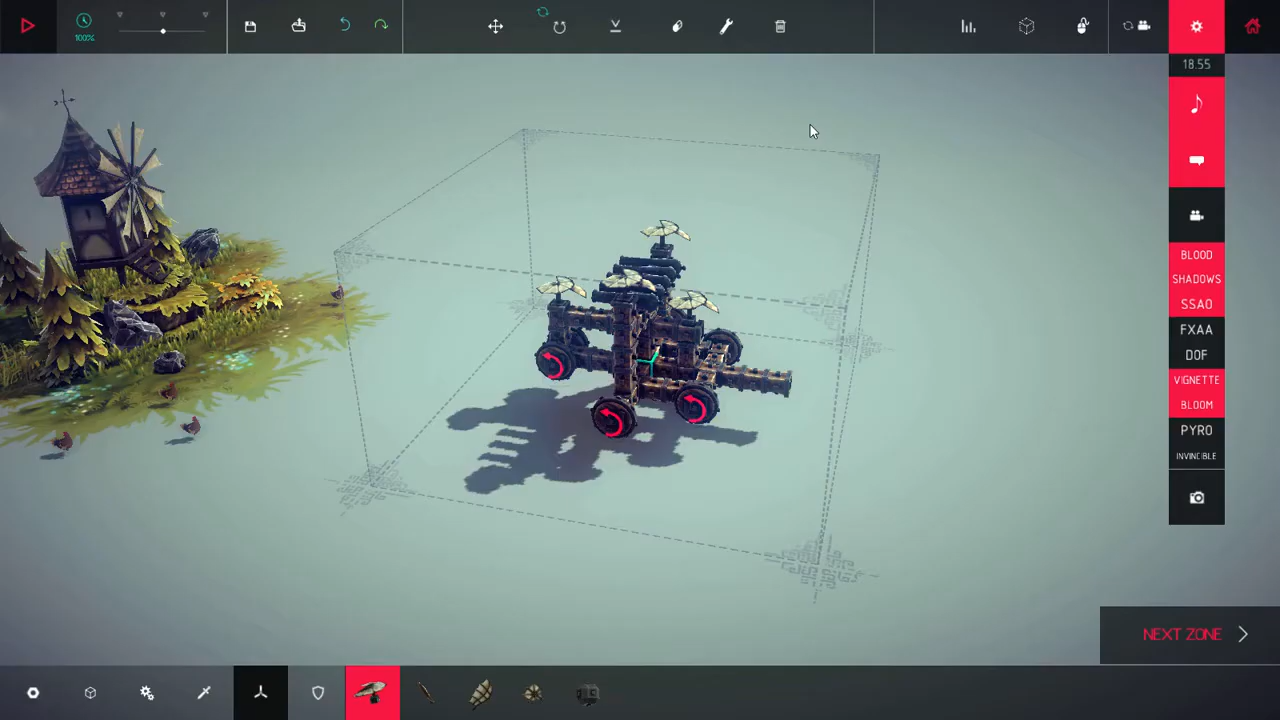 100%
18.55
BLOOD
SHADOWS
SSAO
FXAA
DOF
VIGNETTE
BLOOM
PYRO
INVINCIBLE
NEXT ZONE